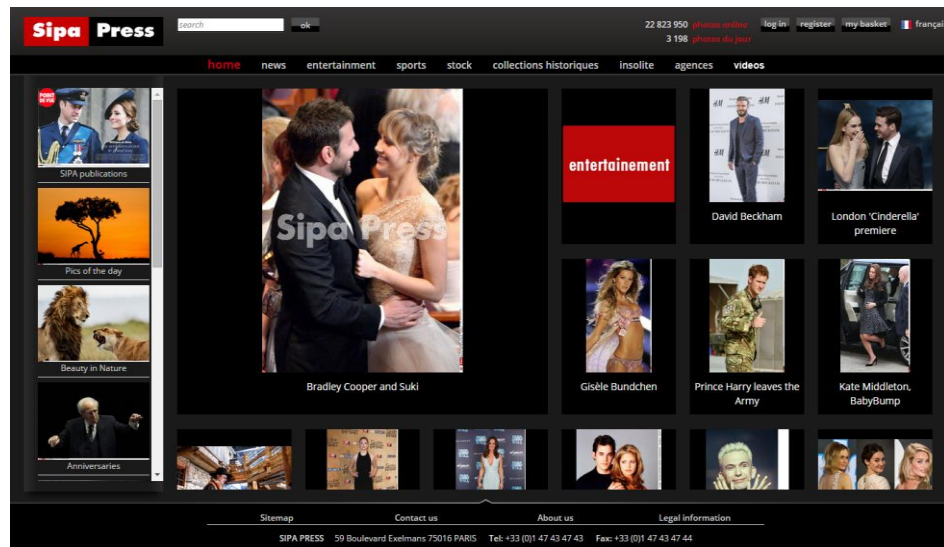 Sipa Press
search
ok
22 823 950 photos online
3 198 photos du jour
log in
register
my basket
françai
home
news
entertainment
sports
stock
collections historiques
insolite
agences
videos
POINT DE VUE
SIPA publications
Pics of the day
Beauty in Nature
Anniversaries
Sipa Press
Bradley Cooper and Suki
entertainement
H&M
David Beckham
London 'Cinderella'
premiere
Gisèle Bundchen
Prince Harry leaves the
Army
Kate Middleton,
BabyBump
Sitemap
Contact us
About us
Legal information
SIPA PRESS 59 Boulevard Exelmans 75016 PARIS Tel: +33 (0)1 47 43 47 43 Fax: +33 (0)1 47 43 47 44